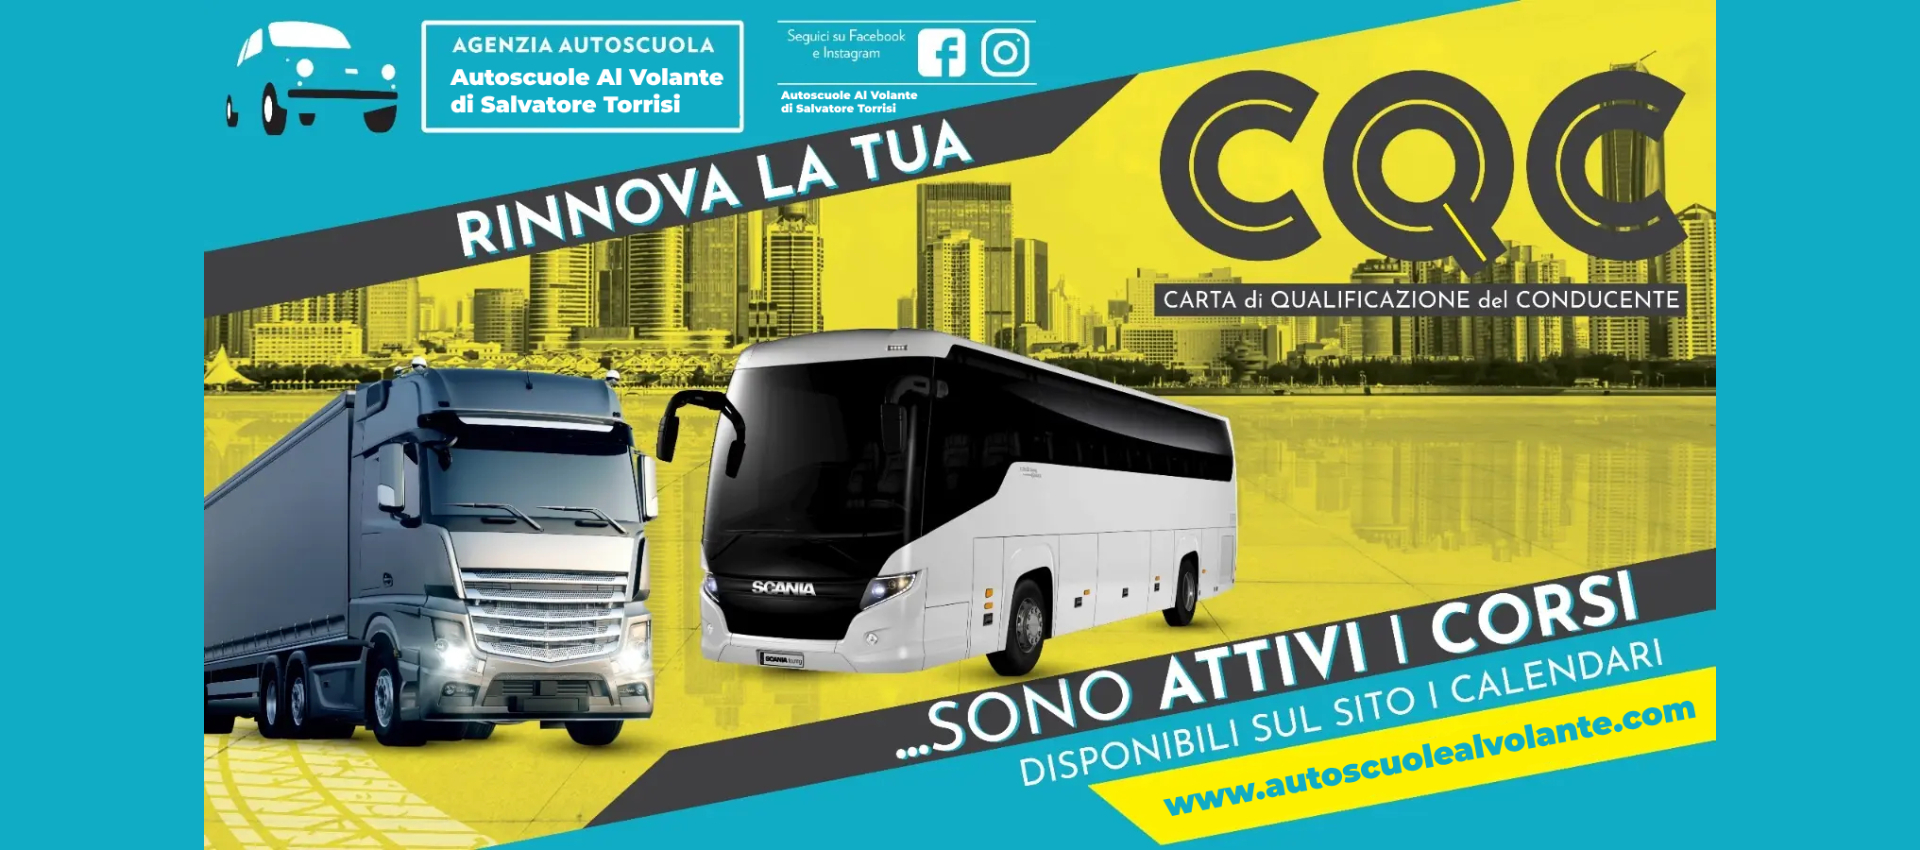 AGENZIA AUTOSCUOLA
Autoscuole Al Volante
di Salvatore Torrisi
Seguici su Facebook
e Instagram
Autoscuole Al Volante
di Salvatore Torrisi
RINNOVA LA TUA
CQC
CARTA di QUALIFICAZIONE del CONDUCENTE
SCANIA
SCANIA
...SONO ATTIVI I CORSI
DISPONIBILI SUL SITO I CALENDARI
www.autoscuolealvolante.com